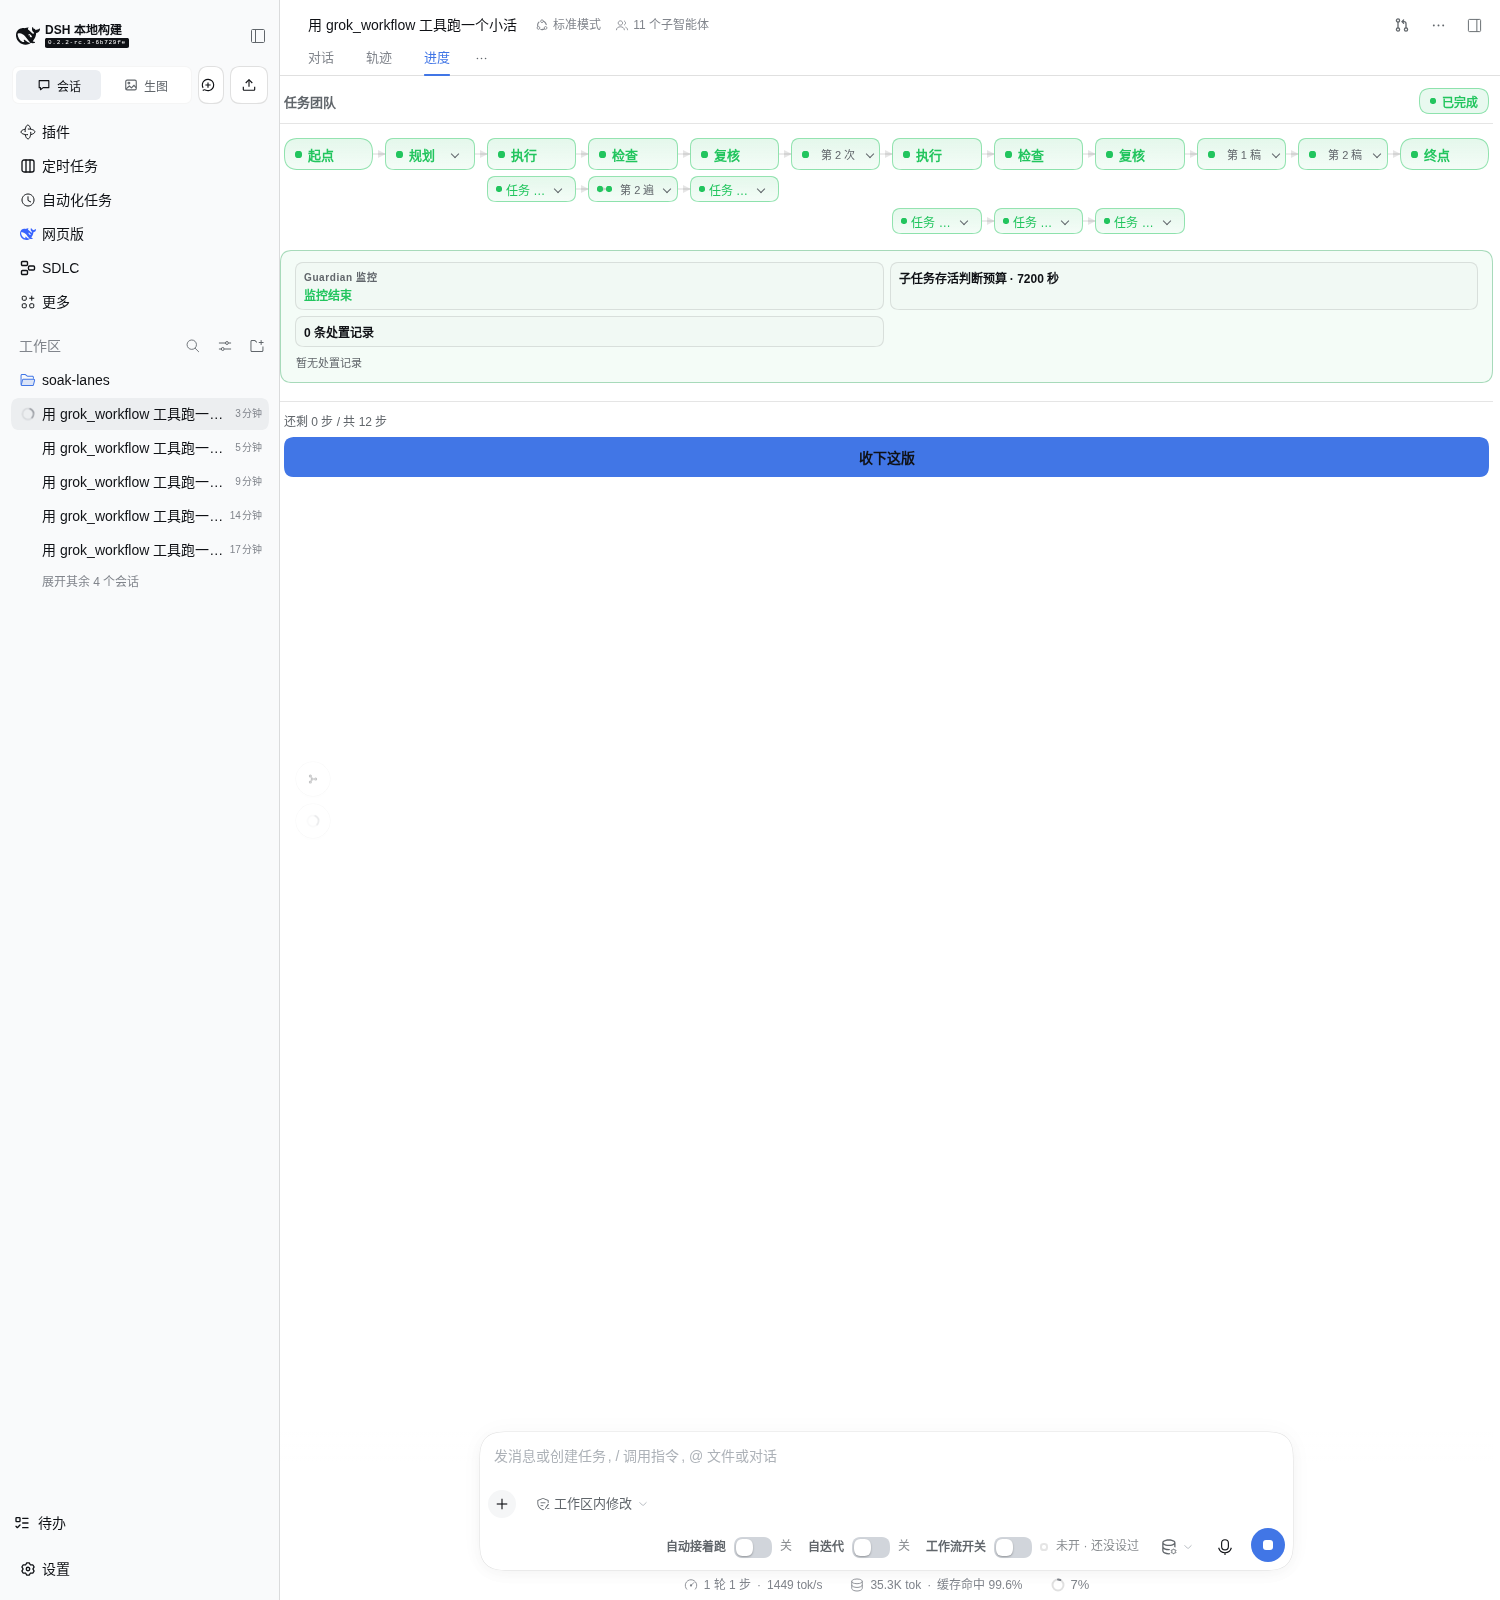 DSH 本地构建
0.2.2-rc.3-6b729fe
会话
生图
插件
定时任务
自动化任务
网页版
SDLC
更多
工作区
soak-lanes
用 grok_workflow 工具跑一… 3分钟
用 grok_workflow 工具跑一… 5分钟
用 grok_workflow 工具跑一… 9分钟
用 grok_workflow 工具跑一… 14分钟
用 grok_workflow 工具跑一… 17分钟
展开其余 4 个会话
待办
设置
用 grok_workflow 工具跑一个小活 标准模式 11 个子智能体
对话 轨迹 进度 ···
任务团队 已完成
起点 规划 执行 检查 复核 第 2 次 执行 检查 复核 第 1 稿 第 2 稿 终点
任务 … 第 2 遍 任务 …
任务 … 任务 … 任务 …
Guardian 监控
监控结束
子任务存活判断预算 · 7200 秒
0 条处置记录
暂无处置记录
还剩 0 步 / 共 12 步
收下这版
发消息或创建任务, / 调用指令, @ 文件或对话
工作区内修改
自动接着跑 关 自迭代 关 工作流开关 未开 · 还没设过
1 轮 1 步 · 1449 tok/s 35.3K tok · 缓存命中 99.6% 7%